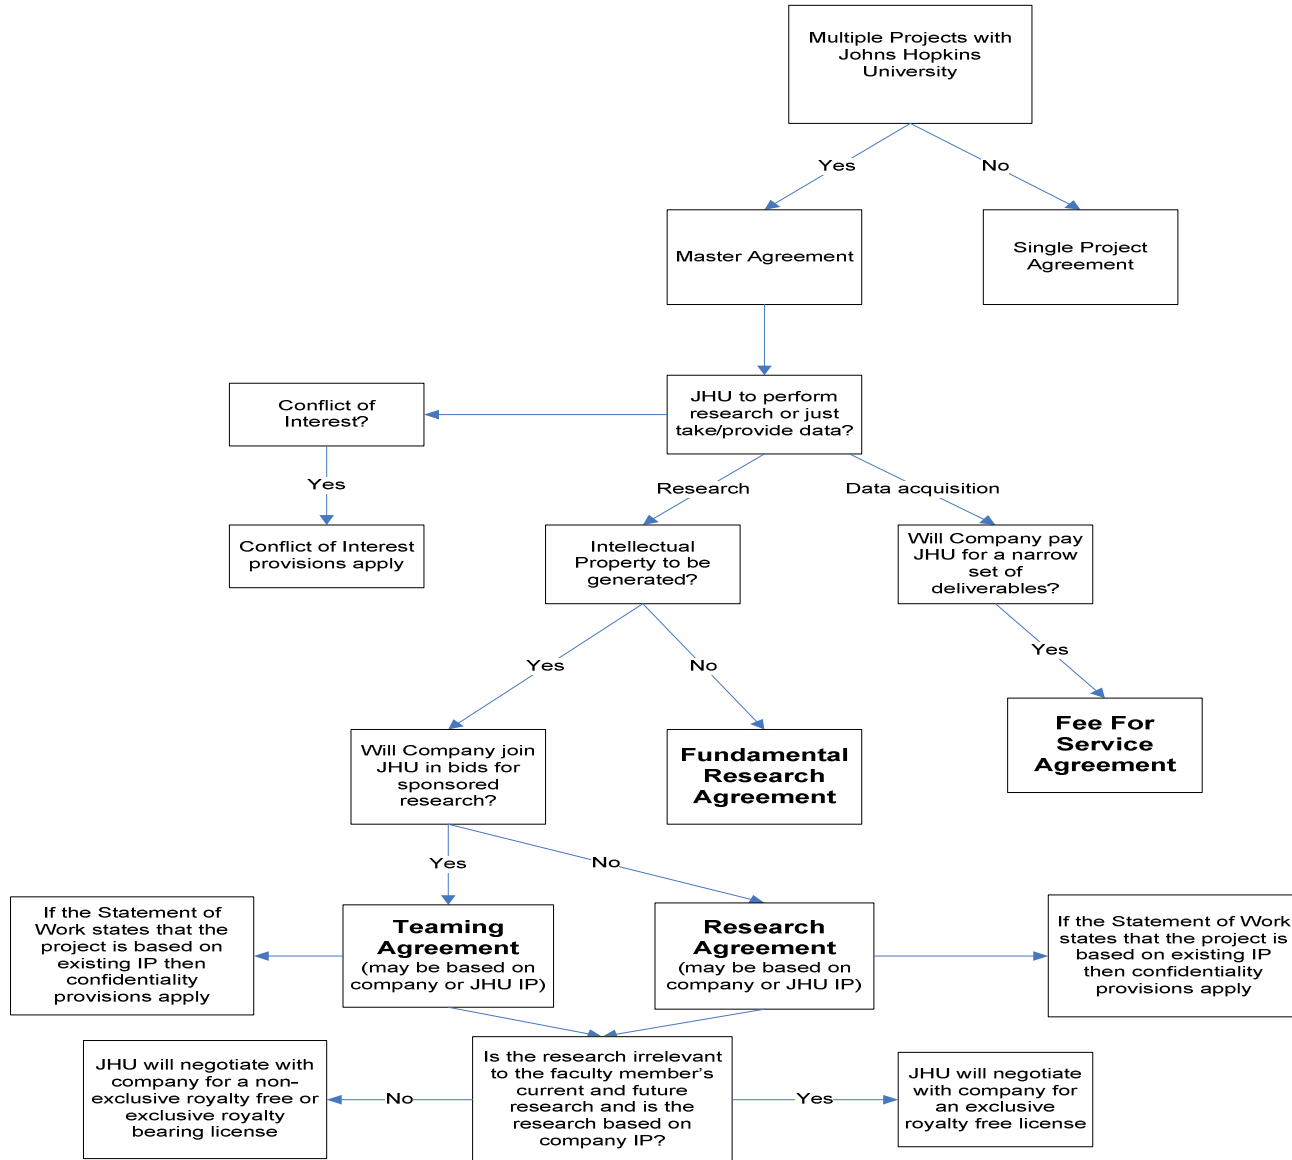 Multiple Projects with
Johns Hopkins
University
Yes
No
Master Agreement
Single Project
Agreement
Conflict of
Interest?
JHU to perform
research or just
take/provide data?
Yes
Research
Data acquisition
Conflict of Interest
provisions apply
Intellectual
Property to be
generated?
Will Company pay
JHU for a narrow
set of
deliverables?
Yes
No
Yes
Will Company join
JHU in bids for
sponsored
research?
Fundamental
Research
Agreement
Fee For
Service
Agreement
Yes
No
If the Statement of
Work states that the
project is based on
existing IP then
confidentiality
provisions apply
Teaming
Agreement
(may be based on
company or JHU IP)
Research
Agreement
(may be based on
company or JHU IP)
If the Statement of Work
states that the project is
based on existing IP
then confidentiality
provisions apply
JHU will negotiate with
company for a non-
exclusive royalty free or
exclusive royalty
bearing license
No
Is the research irrelevant
to the faculty member's
current and future
research and is the
research based on
company IP?
Yes
JHU will negotiate
with company for
an exclusive
royalty free license